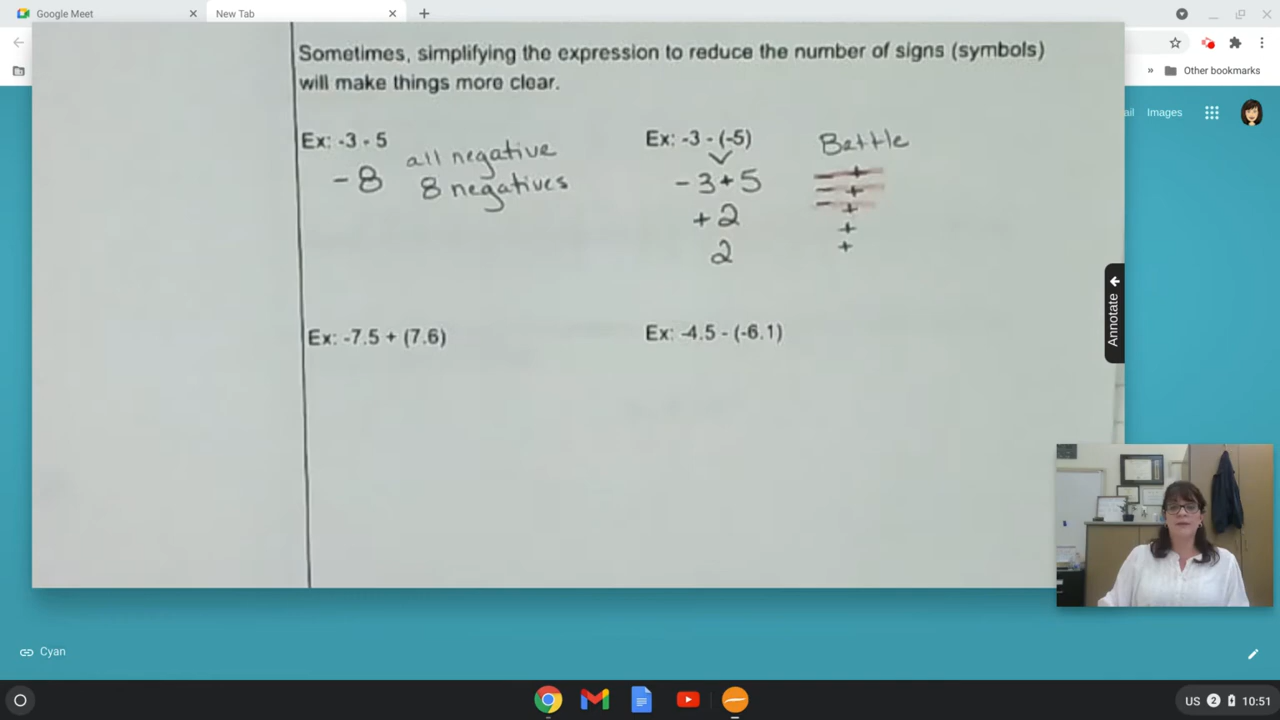 Google Meet
New Tab
Other bookmarks
ail
Images
Sometimes, simplifying the expression to reduce the number of signs (symbols)
will make things more clear.
Ex: -3 - 5
all negative
-8
8 negatives
Ex: -3 - (-5)
Battle
-3+5
+2
2
- +
- +
- +
+
+
Ex: -7.5 + (7.6)
Ex: -4.5 - (-6.1)
Annotate
Cyan
US
2
10:51